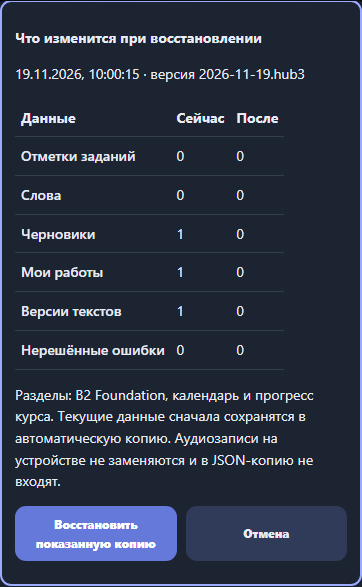 Что изменится при восстановлении
19.11.2026, 10:00:15 · версия 2026-11-19.hub3
Данные Сейчас После
Отметки заданий 0 0
Слова 0 0
Черновики 1 0
Мои работы 1 0
Версии текстов 1 0
Нерешённые ошибки 0 0
Разделы: B2 Foundation, календарь и прогресс
курса. Текущие данные сначала сохранятся в
автоматическую копию. Аудиозаписи на
устройстве не заменяются и в JSON-копию не
входят.
Восстановить
показанную копию
Отмена